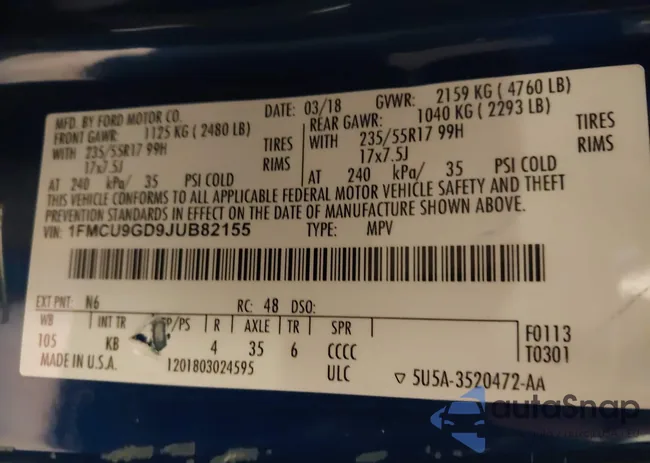 MFD. BY FORD MOTOR CO. DATE: 03/18 GVWR: 2159 KG ( 4760 LB)
FRONT GAWR: 1125 KG ( 2480 LB) REAR GAWR: 1040 KG ( 2293 LB)
WITH 235/55R17 99H TIRES WITH 235/55R17 99H TIRES
17x7.5J RIMS 17x7.5J RIMS
AT 240 kPa/ 35 PSI COLD AT 240 kPa/ 35 PSI COLD
THIS VEHICLE CONFORMS TO ALL APPLICABLE FEDERAL MOTOR VEHICLE SAFETY AND THEFT
PREVENTION STANDARDS IN EFFECT ON THE DATE OF MANUFACTURE SHOWN ABOVE.
VIN: 1FMCU9GD9JUB82155 TYPE: MPV
EXT PNT: N6 RC: 48 DSO:
WB INT TR TP/PS R AXLE TR SPR F0113
105 KB 4 35 6 CCCC T0301
MADE IN U.S.A. 1201803024595 ULC ▽ 5U5A-3520472-AA
autoSnap